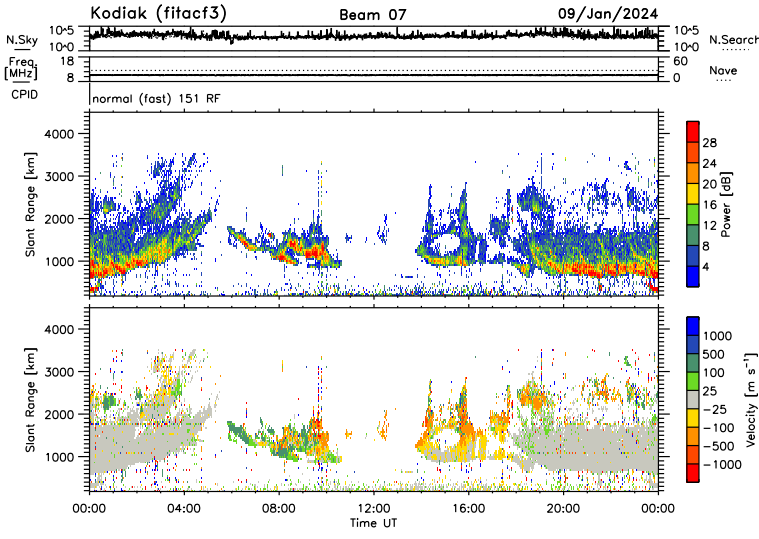 Kodiak (fitacf3) Beam 07 09/Jan/2024
N.Sky 10^5 10^0 10^5 10^0 N.Search
Freq. [MHz] 18 8 60 0 Nave
CPID normal (fast) 151 RF
Slant Range [km]
4000
3000
2000
1000
Power [dB]
28
24
20
16
12
8
4
Slant Range [km]
4000
3000
2000
1000
Velocity [m s⁻¹]
1000
500
100
25
−25
−100
−500
−1000
00:00 04:00 08:00 12:00 16:00 20:00 00:00
Time UT